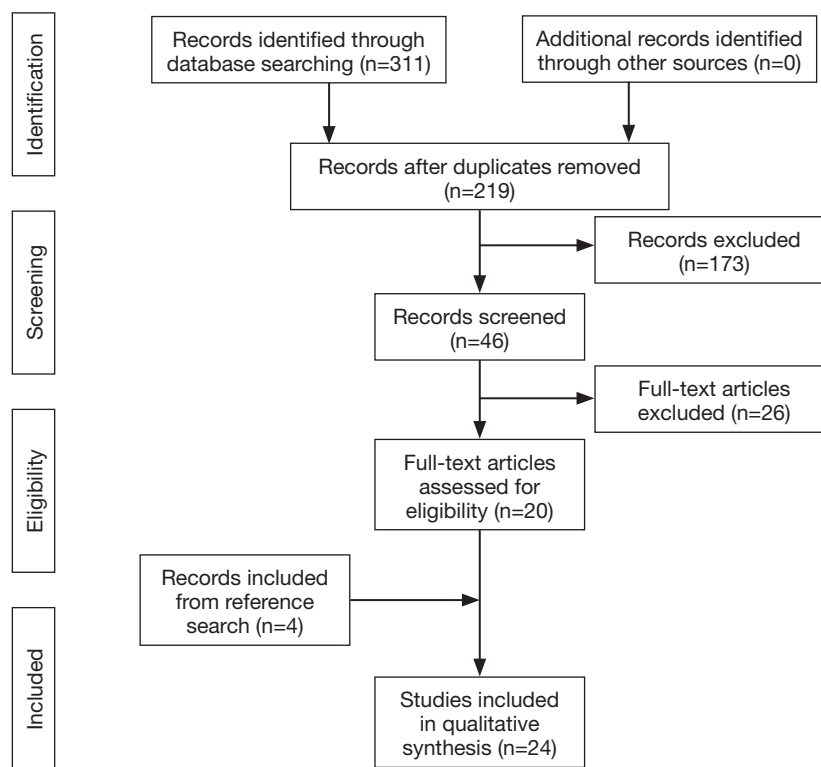 Identification
Records identified through
database searching (n=311)
Additional records identified
through other sources (n=0)
Records after duplicates removed
(n=219)
Screening
Records excluded
(n=173)
Records screened
(n=46)
Full-text articles
excluded (n=26)
Eligibility
Full-text articles
assessed for
eligibility (n=20)
Records included
from reference
search (n=4)
Included
Studies included
in qualitative
synthesis (n=24)